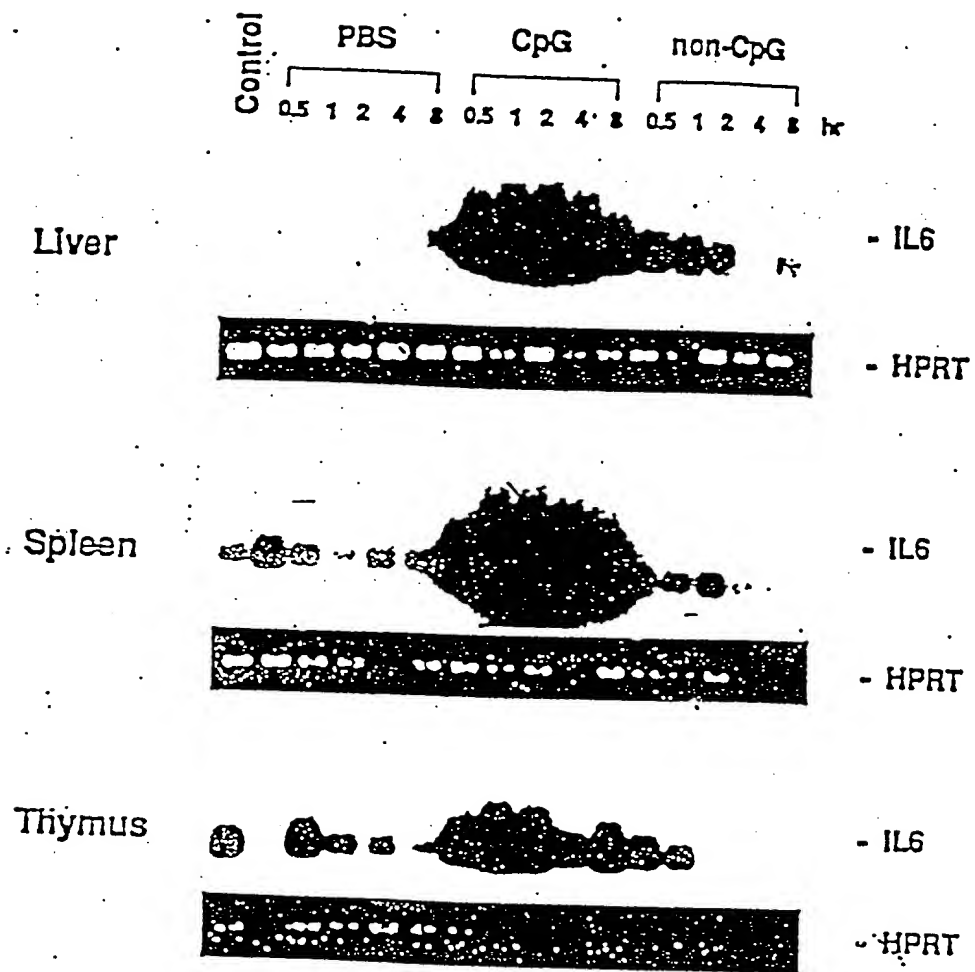 Control PBS CpG non-CpG
0.5 1 2 4 8 0.5 1 2 4 8 0.5 1 2 4 8 hr
Liver
- IL6
- HPRT
Spleen
- IL6
- HPRT
Thymus
- IL6
- HPRT